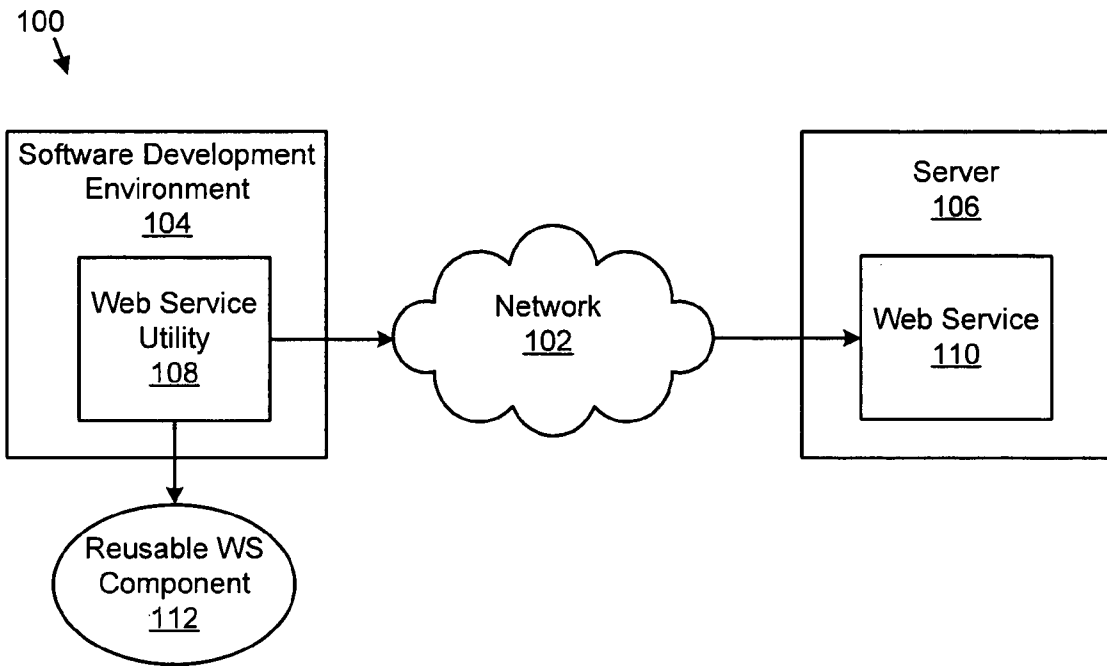 100
Software Development
Environment
104
Web Service
Utility
108
Network
102
Server
106
Web Service
110
Reusable WS
Component
112